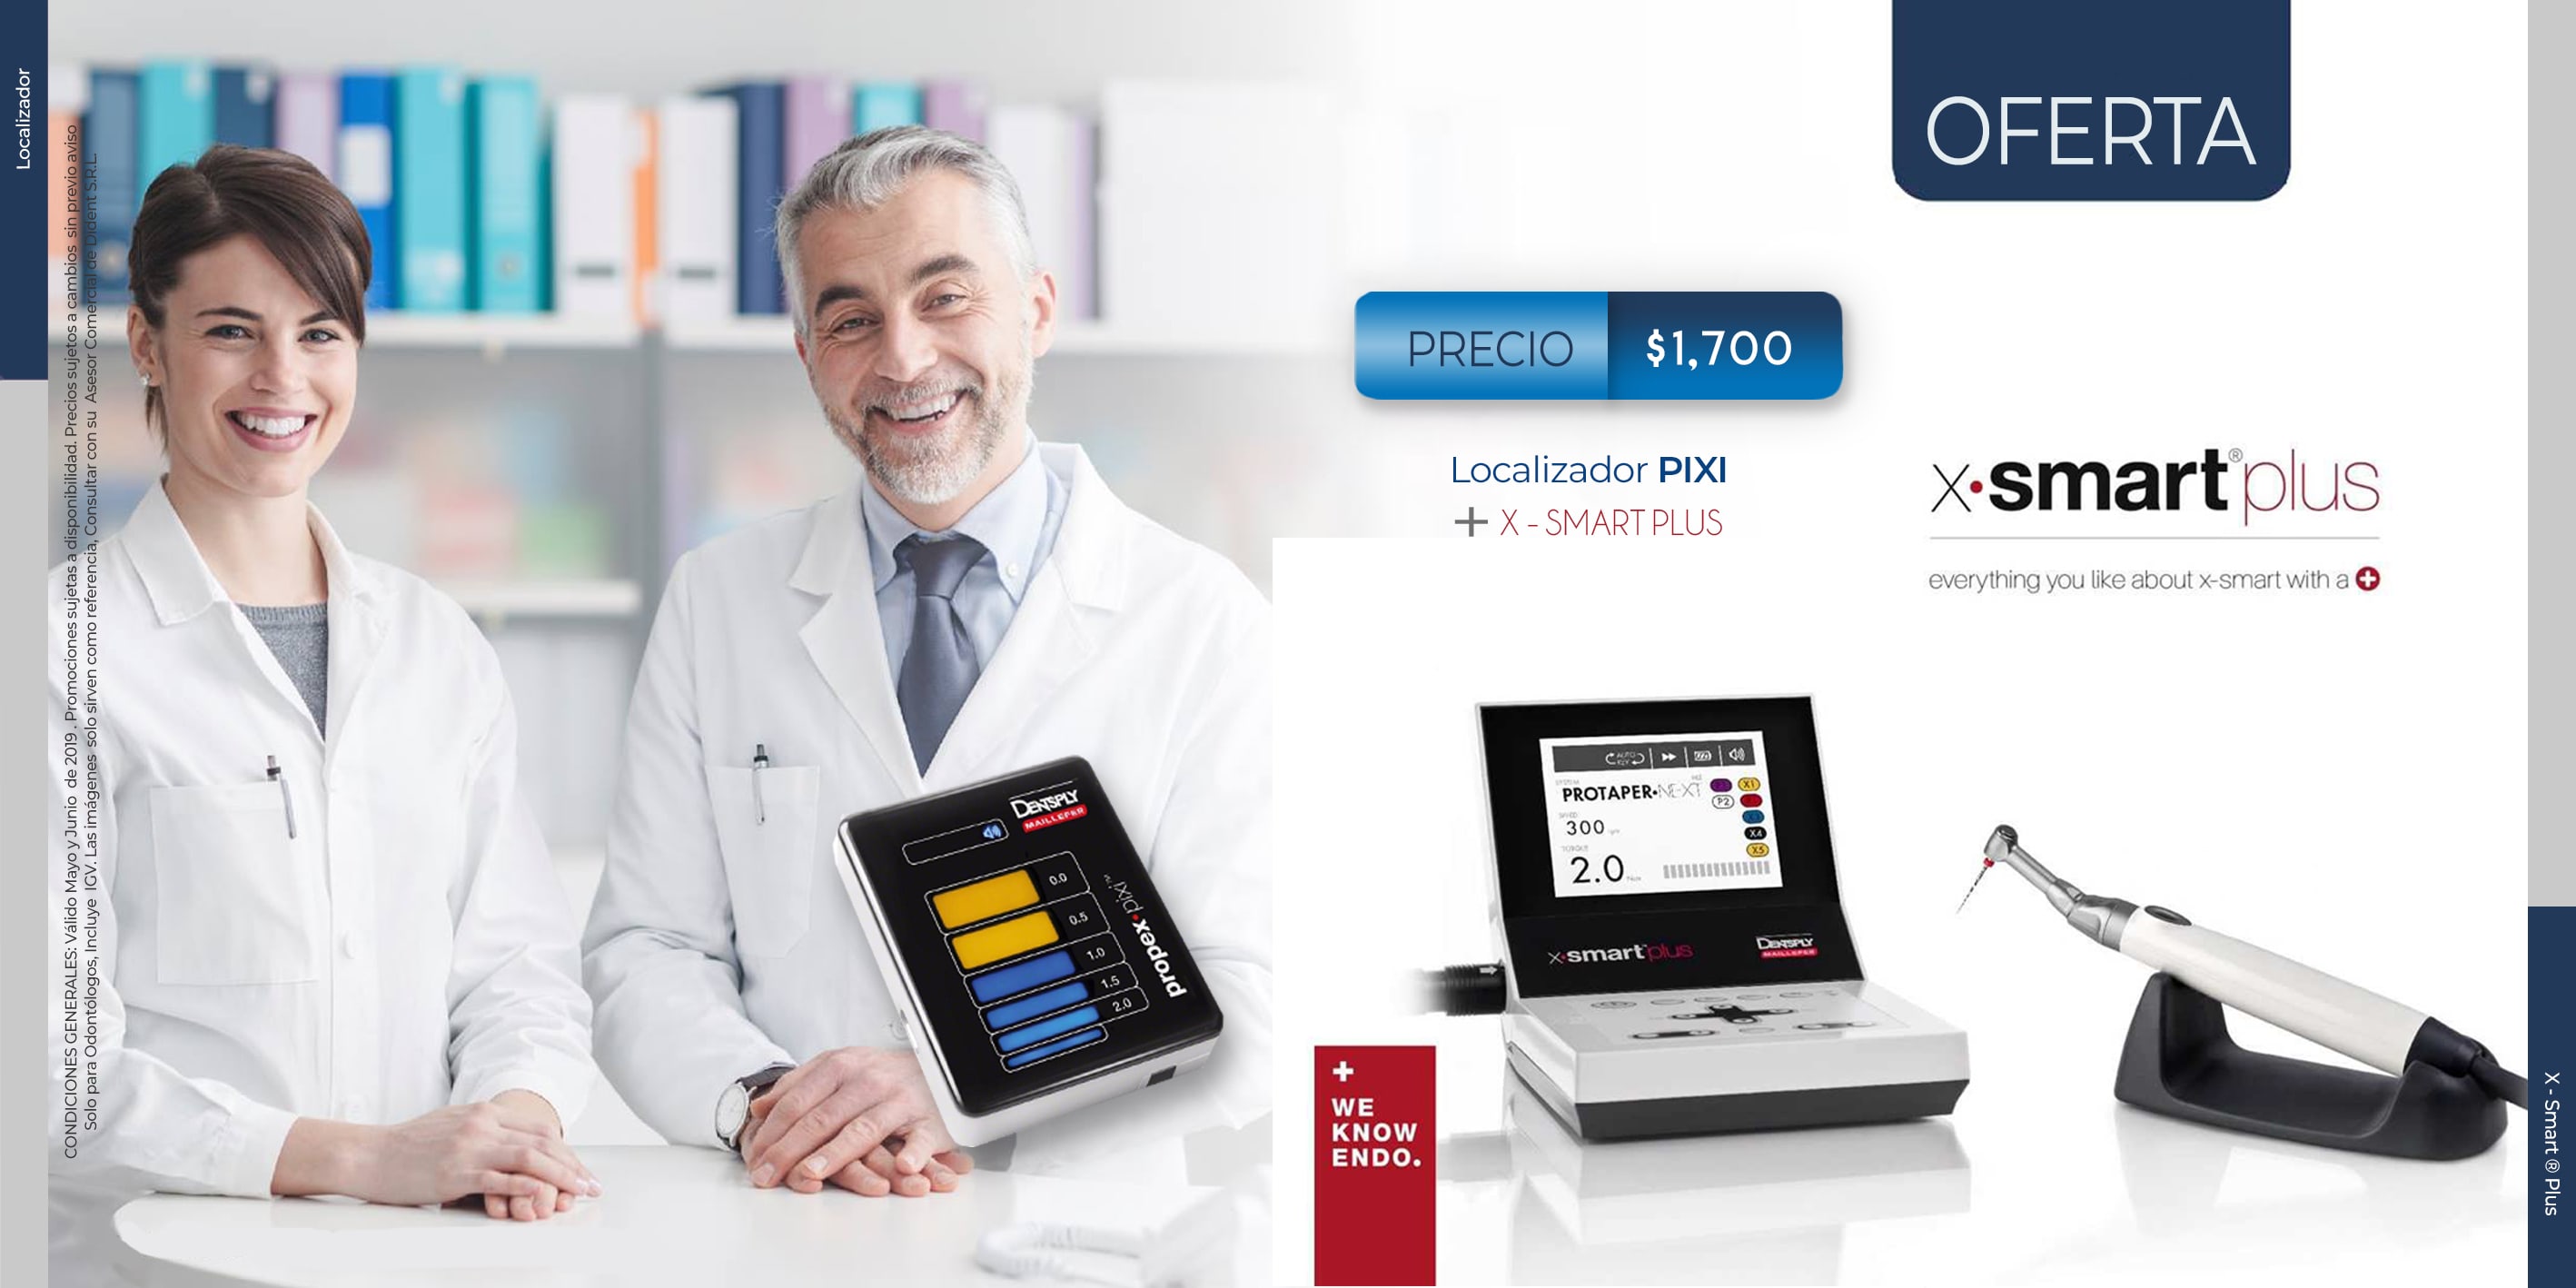 Localizador
CONDICIONES GENERALES: Válido Mayo y Junio de 2019 . Promociones sujetas a disponibilidad. Precios sujetos a cambios sin previo aviso
Solo para Odontólogos, Incluye IGV. Las imágenes solo sirven como referencia, Consultar con su Asesor Comercial de Dident S.R.L.
OFERTA
PRECIO $1,700
Localizador PIXI
+ X - SMART PLUS
x·smart®plus
everything you like about x-smart with a +
DENTSPLY
MAILLEFER
0.0
0.5
1.0
1.5
2.0
propex•pixi
PROTAPER•NEXT
X1
P2
X4
X5
300
2.0
x•smart plus
DENTSPLY
MAILLEFER
+
WE
KNOW
ENDO.
X - Smart ® Plus